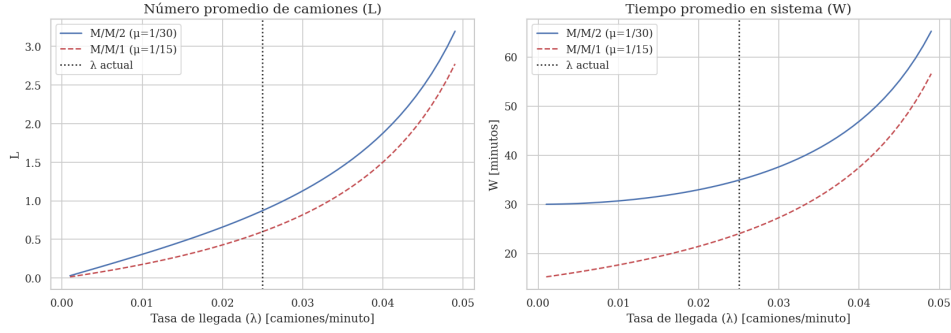 Número promedio de camiones (L)
M/M/2 (μ=1/30)
M/M/1 (μ=1/15)
λ actual
3.0
2.5
2.0
1.5
1.0
0.5
0.0
L
0.00 0.01 0.02 0.03 0.04 0.05
Tasa de llegada (λ) [camiones/minuto]
Tiempo promedio en sistema (W)
M/M/2 (μ=1/30)
M/M/1 (μ=1/15)
λ actual
60
50
40
30
20
W [minutos]
0.00 0.01 0.02 0.03 0.04 0.05
Tasa de llegada (λ) [camiones/minuto]